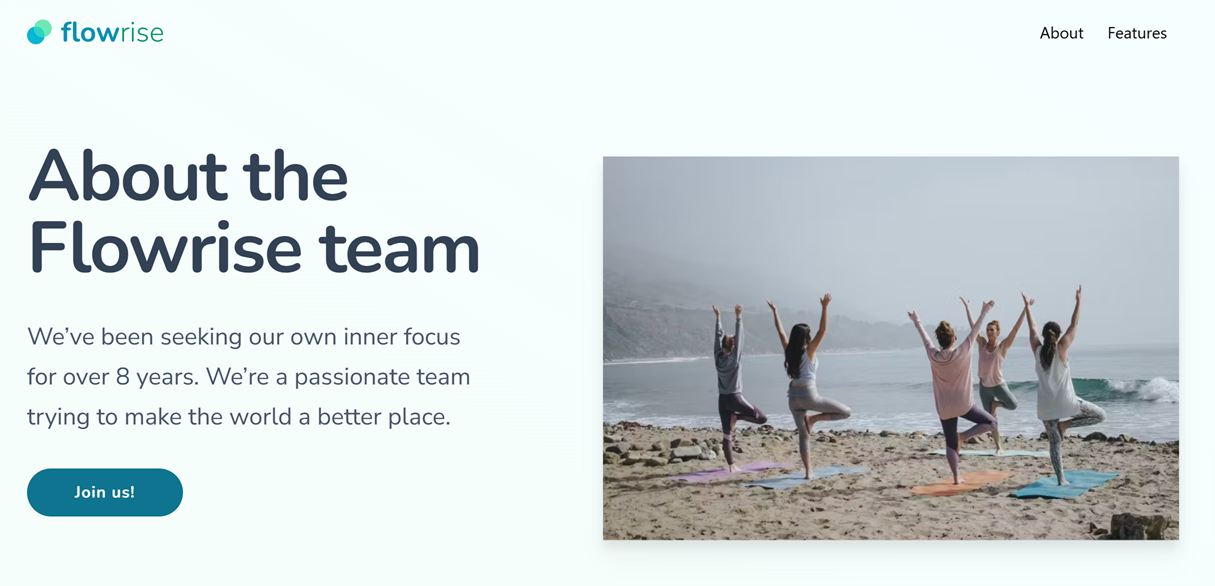 flowrise
About Features
About the
Flowrise team
We’ve been seeking our own inner focus
for over 8 years. We’re a passionate team
trying to make the world a better place.
Join us!